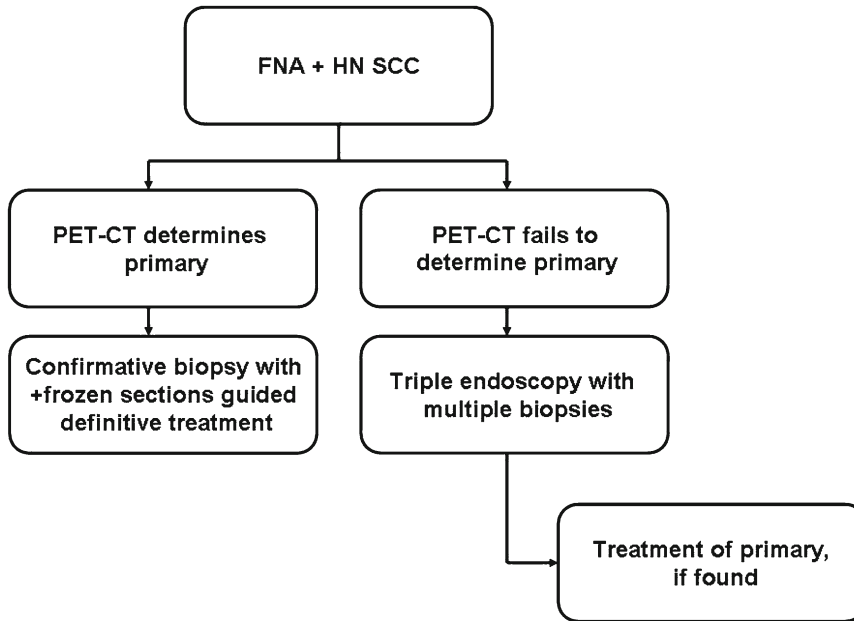 FNA + HN SCC
PET-CT determines
primary
PET-CT fails to
determine primary
Confirmative biopsy with
+frozen sections guided
definitive treatment
Triple endoscopy with
multiple biopsies
Treatment of primary,
if found